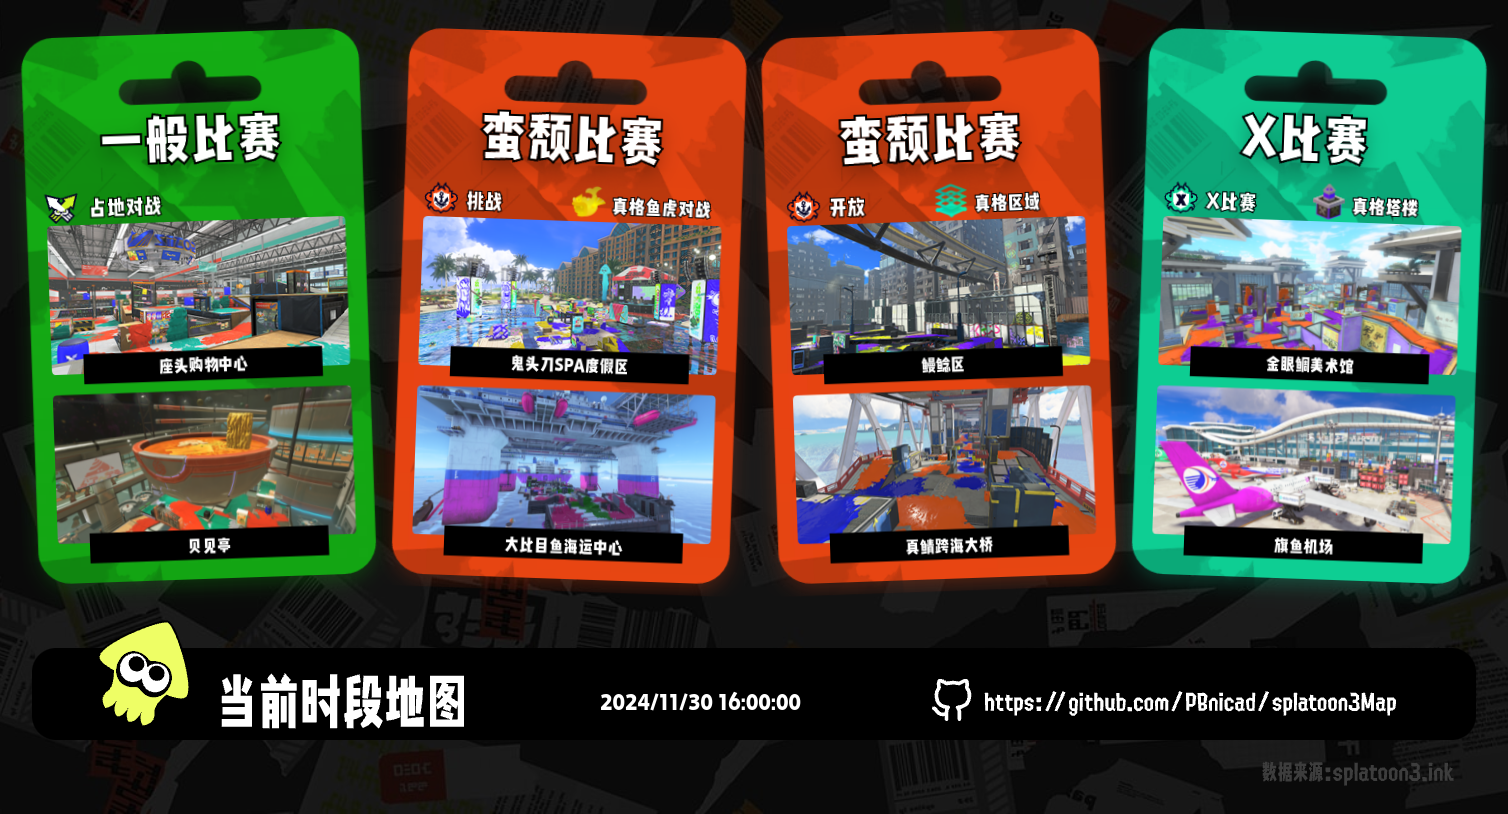 一般比赛
占地对战
座头购物中心
贝见亭
蛮颓比赛
挑战
真格鱼虎对战
鬼头刀SPA度假区
大比目鱼海运中心
蛮颓比赛
开放
真格区域
鳗鲶区
真鲭跨海大桥
X比赛
X比赛
真格塔楼
金眼鲷美术馆
旗鱼机场
当前时段地图
2024/11/30 16:00:00
https://github.com/PBnicad/splatoon3Map
数据来源:splatoon3.ink